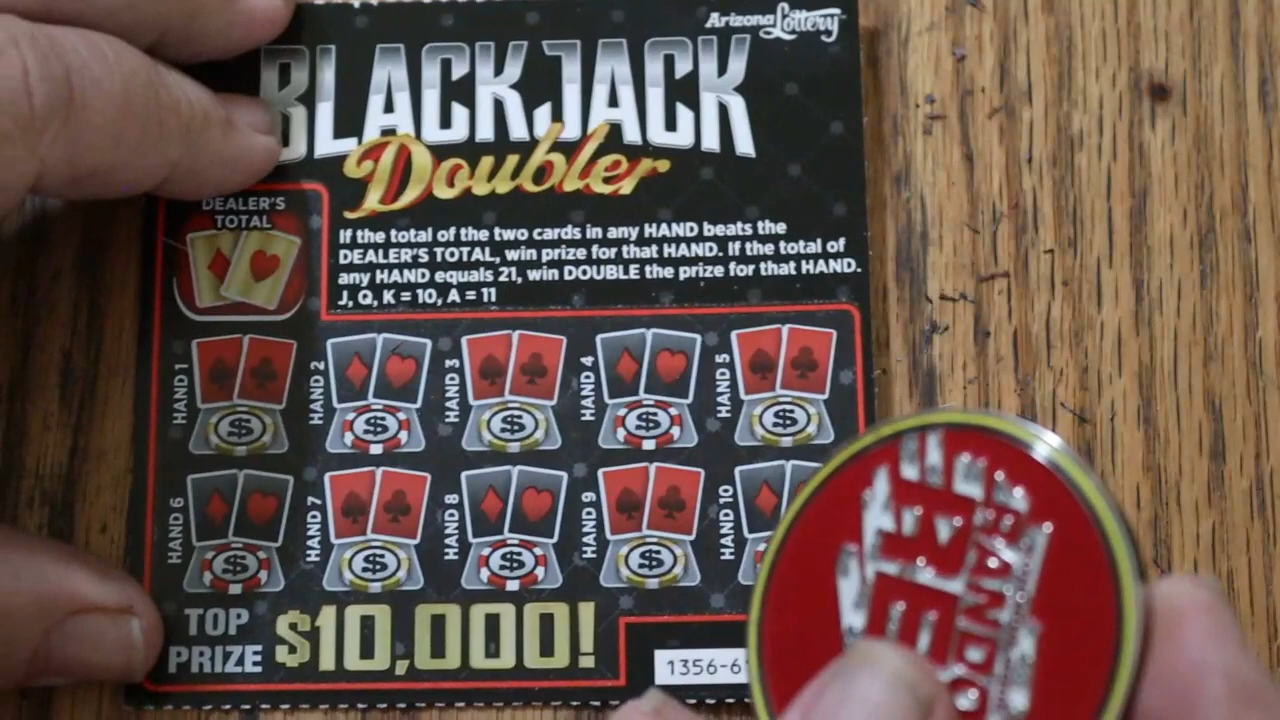 Arizona Lottery
BLACKJACK
Doubler
DEALER'S
TOTAL
If the total of the two cards in any HAND beats the
DEALER'S TOTAL, win prize for that HAND. If the total of
any HAND equals 21, win DOUBLE the prize for that HAND.
J, Q, K = 10, A = 11
HAND 1
HAND 2
HAND 3
HAND 4
HAND 5
$
$
$
$
$
HAND 6
HAND 7
HAND 8
HAND 9
HAND 10
$
$
$
$
TOP
PRIZE
$10,000!
1356-6